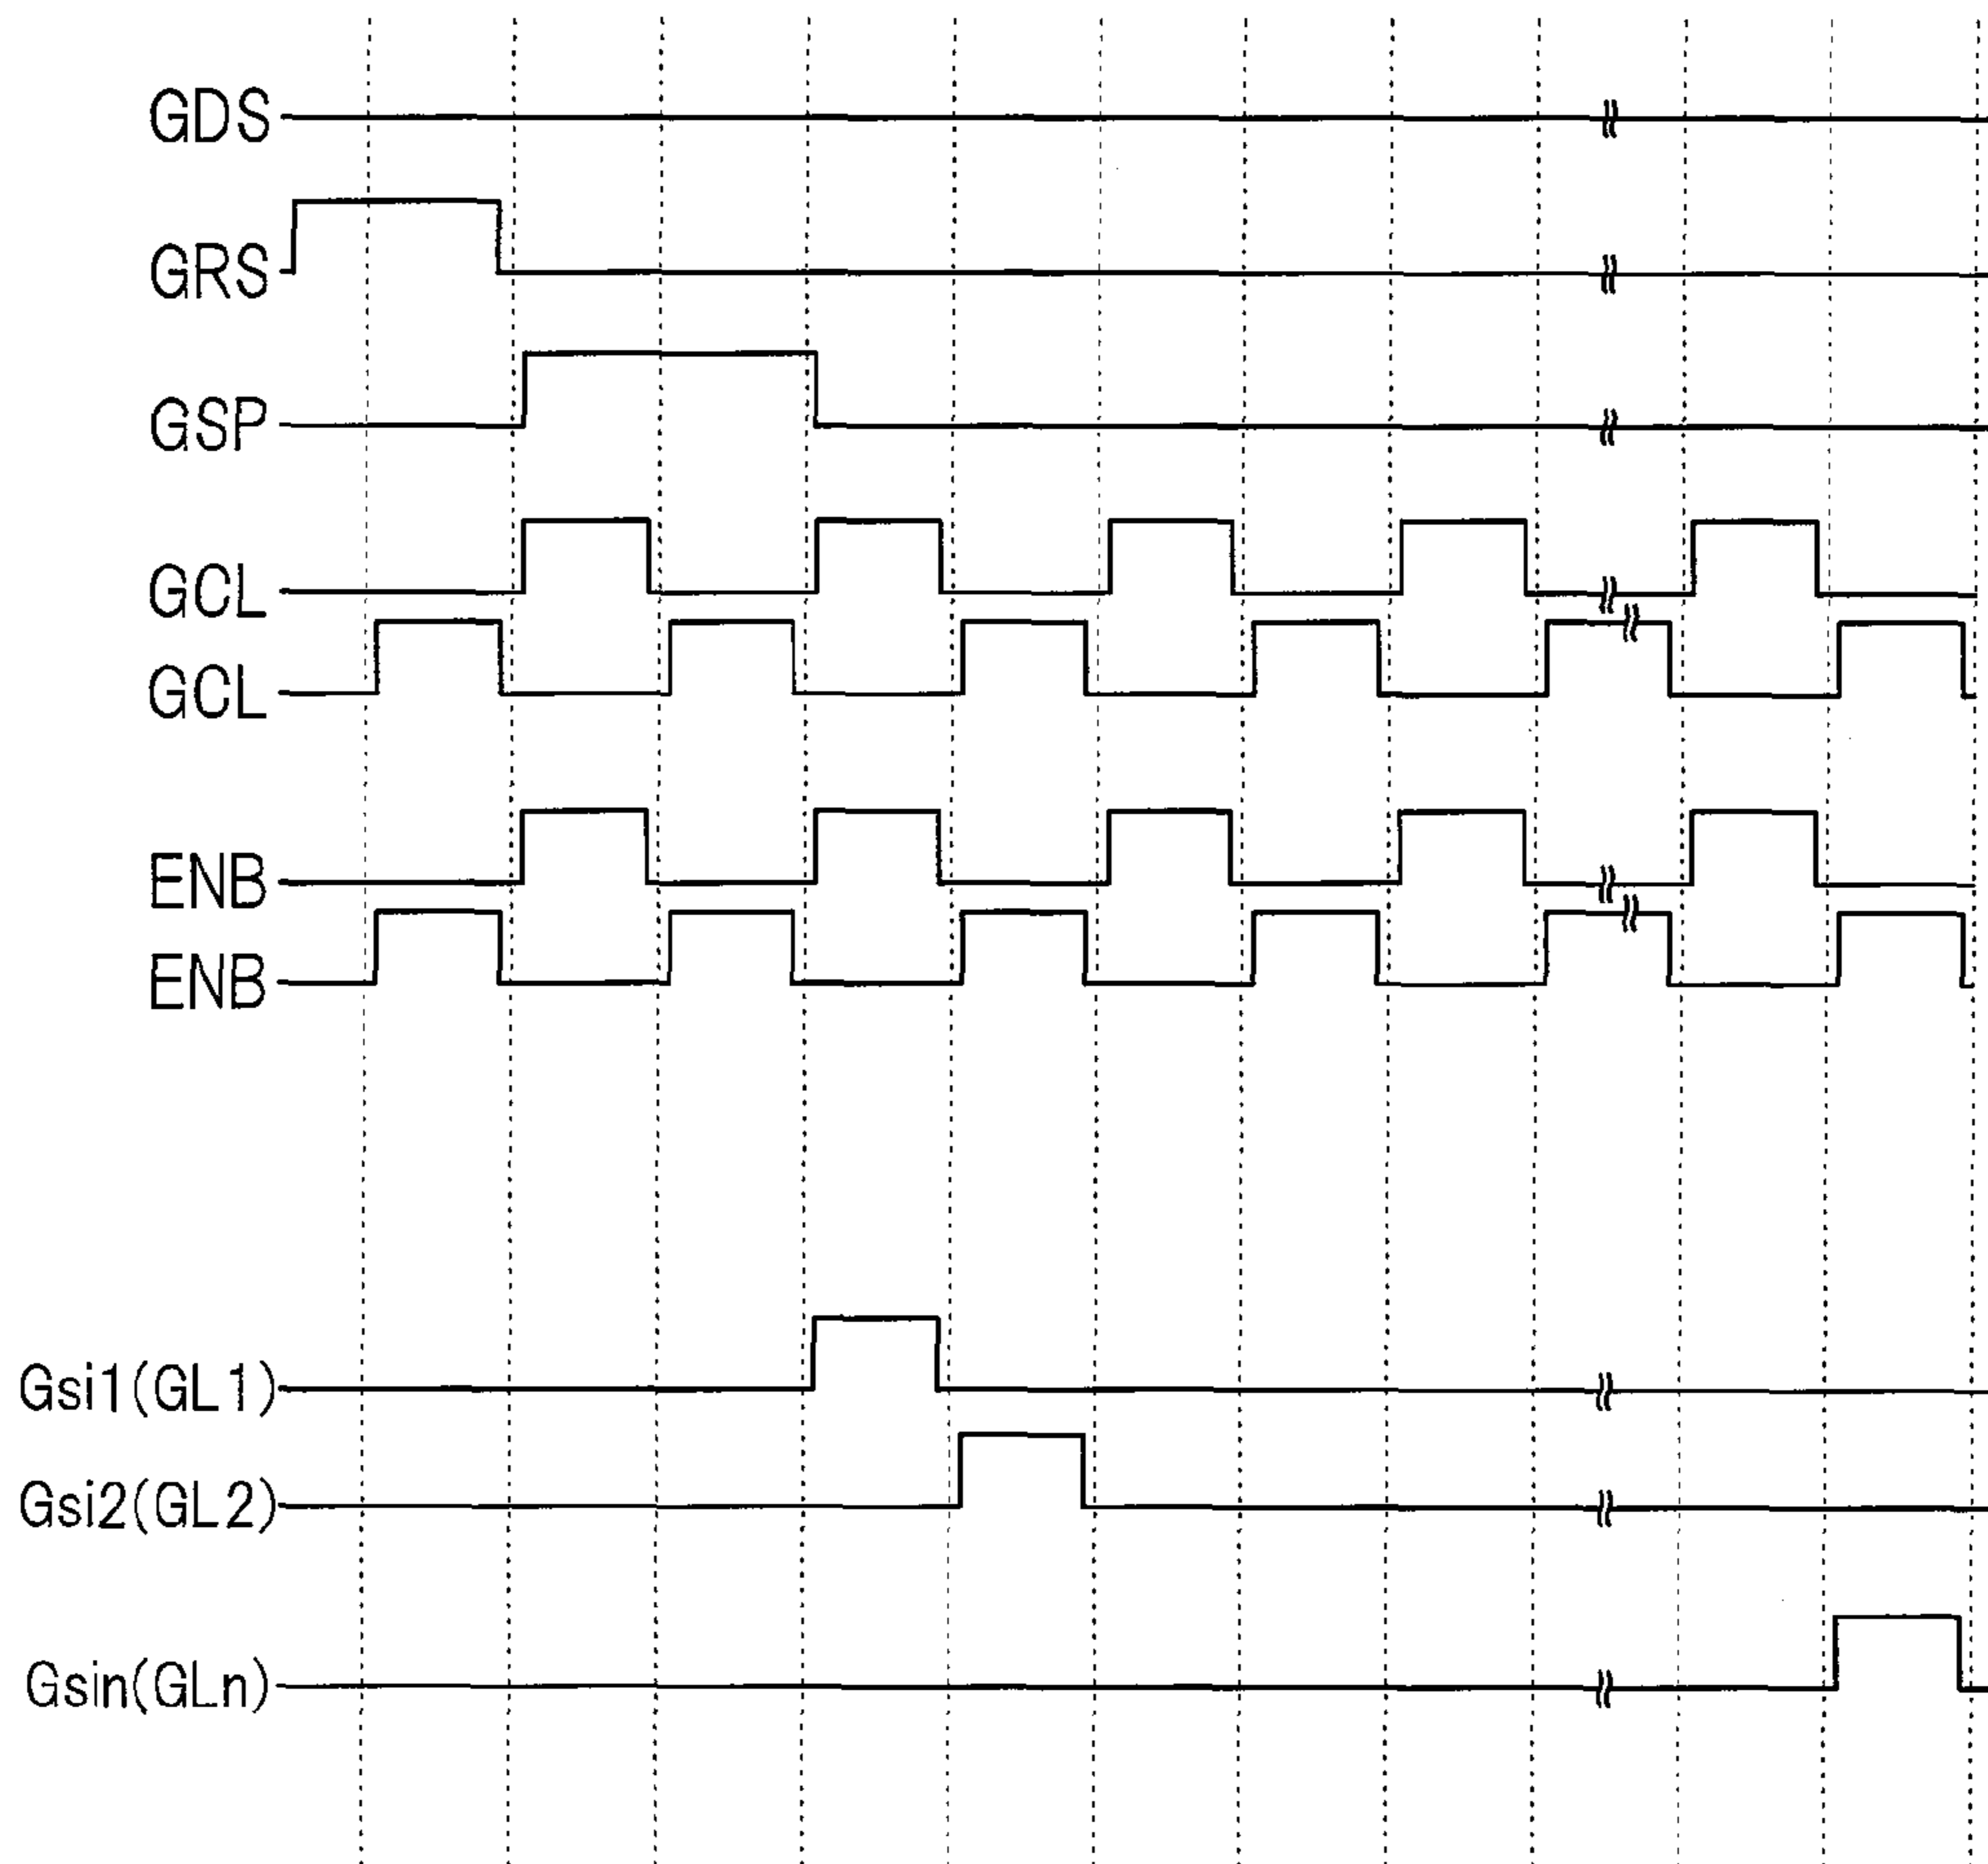 GDS
GRS
GSP
GCL
GCL
ENB
ENB
Gsi1(GL1)
Gsi2(GL2)
Gsin(GLn)